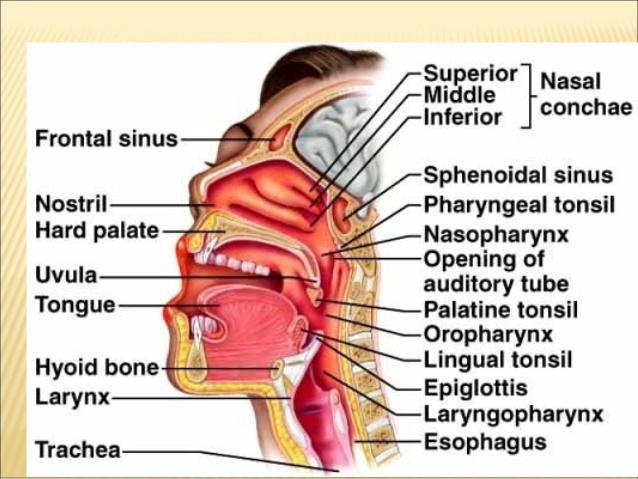 Frontal sinus
Nostril
Hard palate
Uvula
Tongue
Hyoid bone
Larynx
Trachea
Superior
Middle
Inferior
Nasal
conchae
Sphenoidal sinus
Pharyngeal tonsil
Nasopharynx
Opening of
auditory tube
Palatine tonsil
Oropharynx
Lingual tonsil
Epiglottis
Laryngopharynx
Esophagus